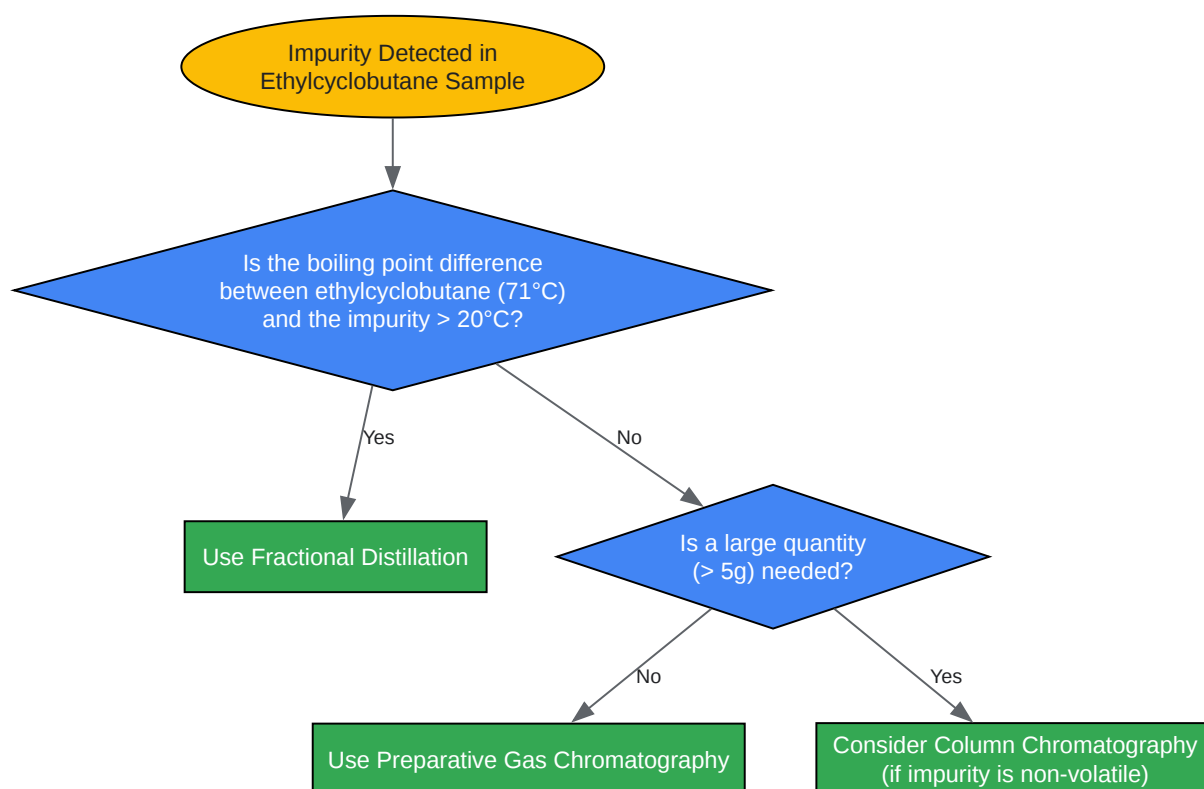 Impurity Detected in
Ethylcyclobutane Sample
Is the boiling point difference
between ethylcyclobutane (71°C)
and the impurity > 20°C?
Yes
No
Use Fractional Distillation
Is a large quantity
(> 5g) needed?
No
Yes
Use Preparative Gas Chromatography
Consider Column Chromatography
(if impurity is non-volatile)